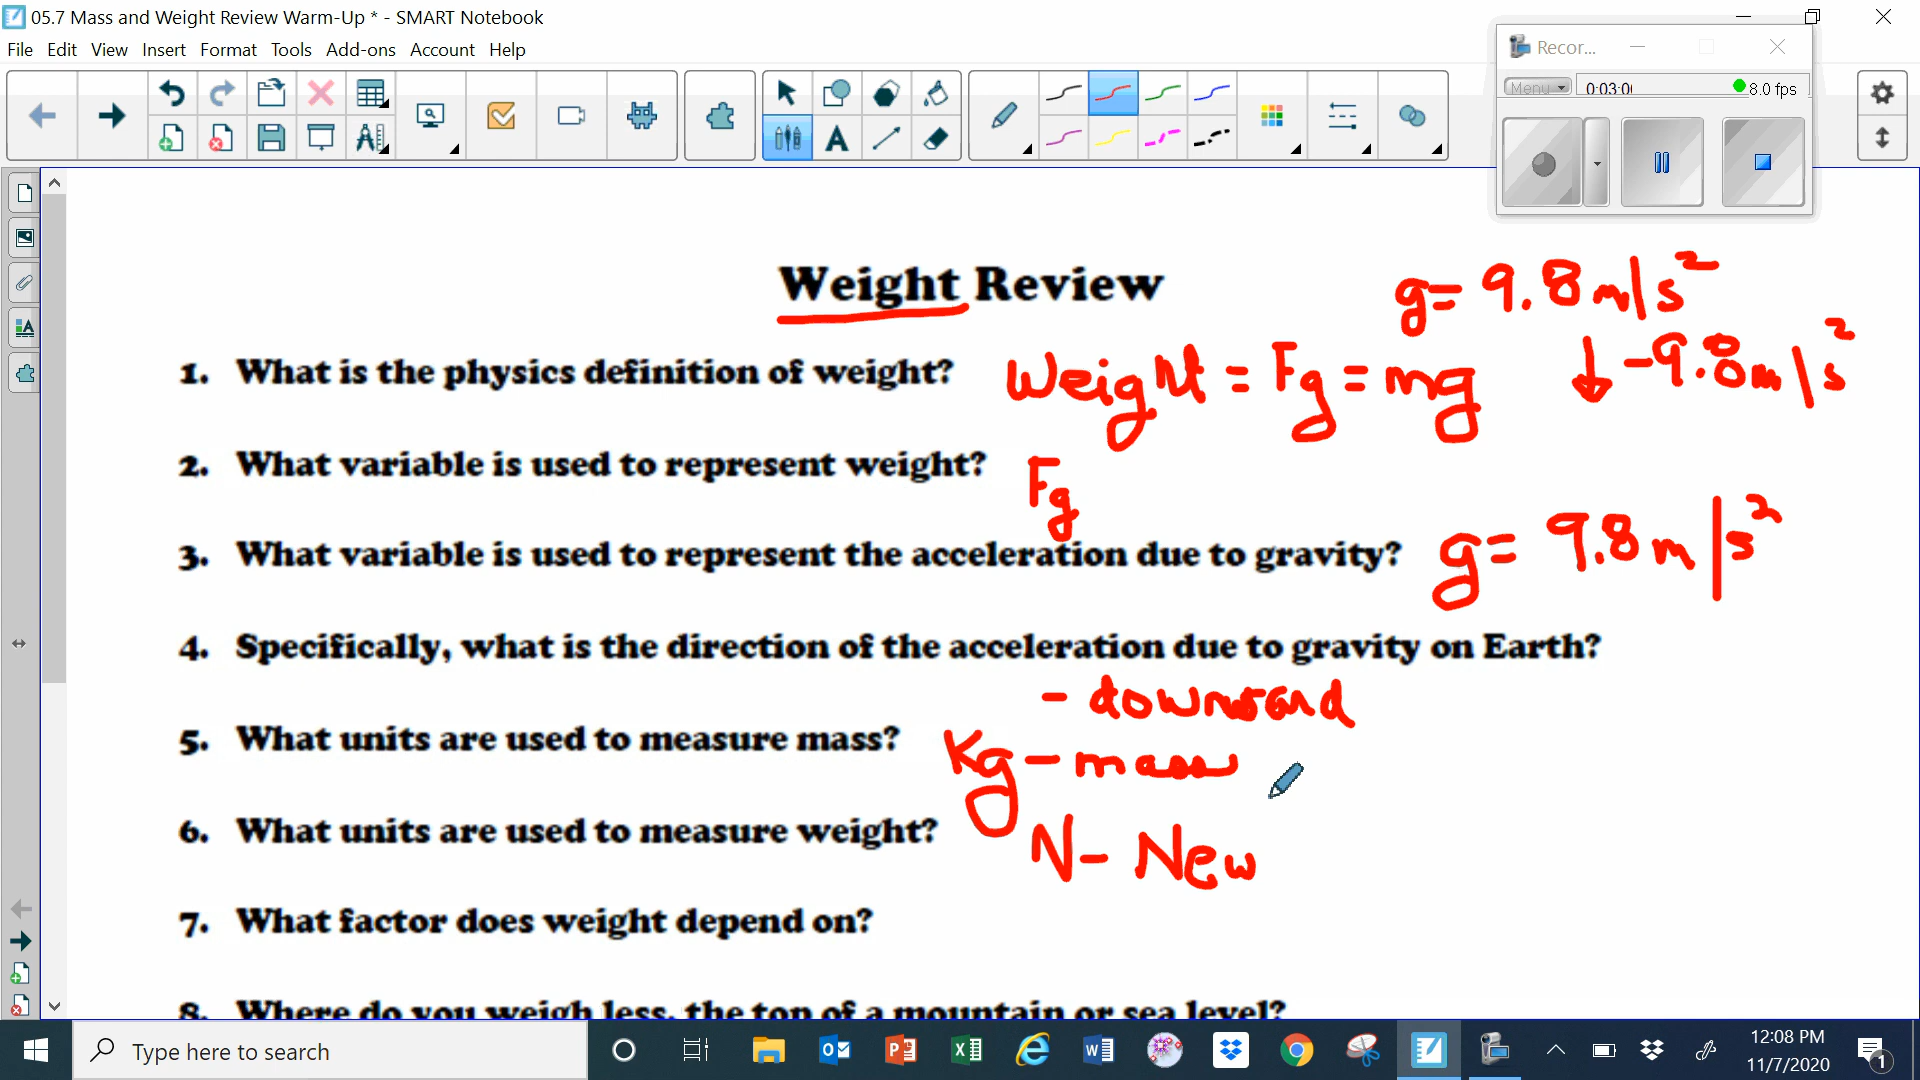 05.7 Mass and Weight Review Warm-Up * - SMART Notebook
File Edit View Insert Format Tools Add-ons Account Help
Recor...
Menu 0:03:0 8.0 fps
Weight Review
g = 9.8 m/s²
↓ -9.8 m/s²
1. What is the physics definition of weight? Weight = Fg = mg
2. What variable is used to represent weight? Fg
3. What variable is used to represent the acceleration due to gravity? g = 9.8 m/s²
4. Specifically, what is the direction of the acceleration due to gravity on Earth?
- downward
5. What units are used to measure mass? Kg - mass
6. What units are used to measure weight? N - New
7. What factor does weight depend on?
8. Where do you weigh less, the top of a mountain or sea level?
Type here to search
12:08 PM
11/7/2020
1